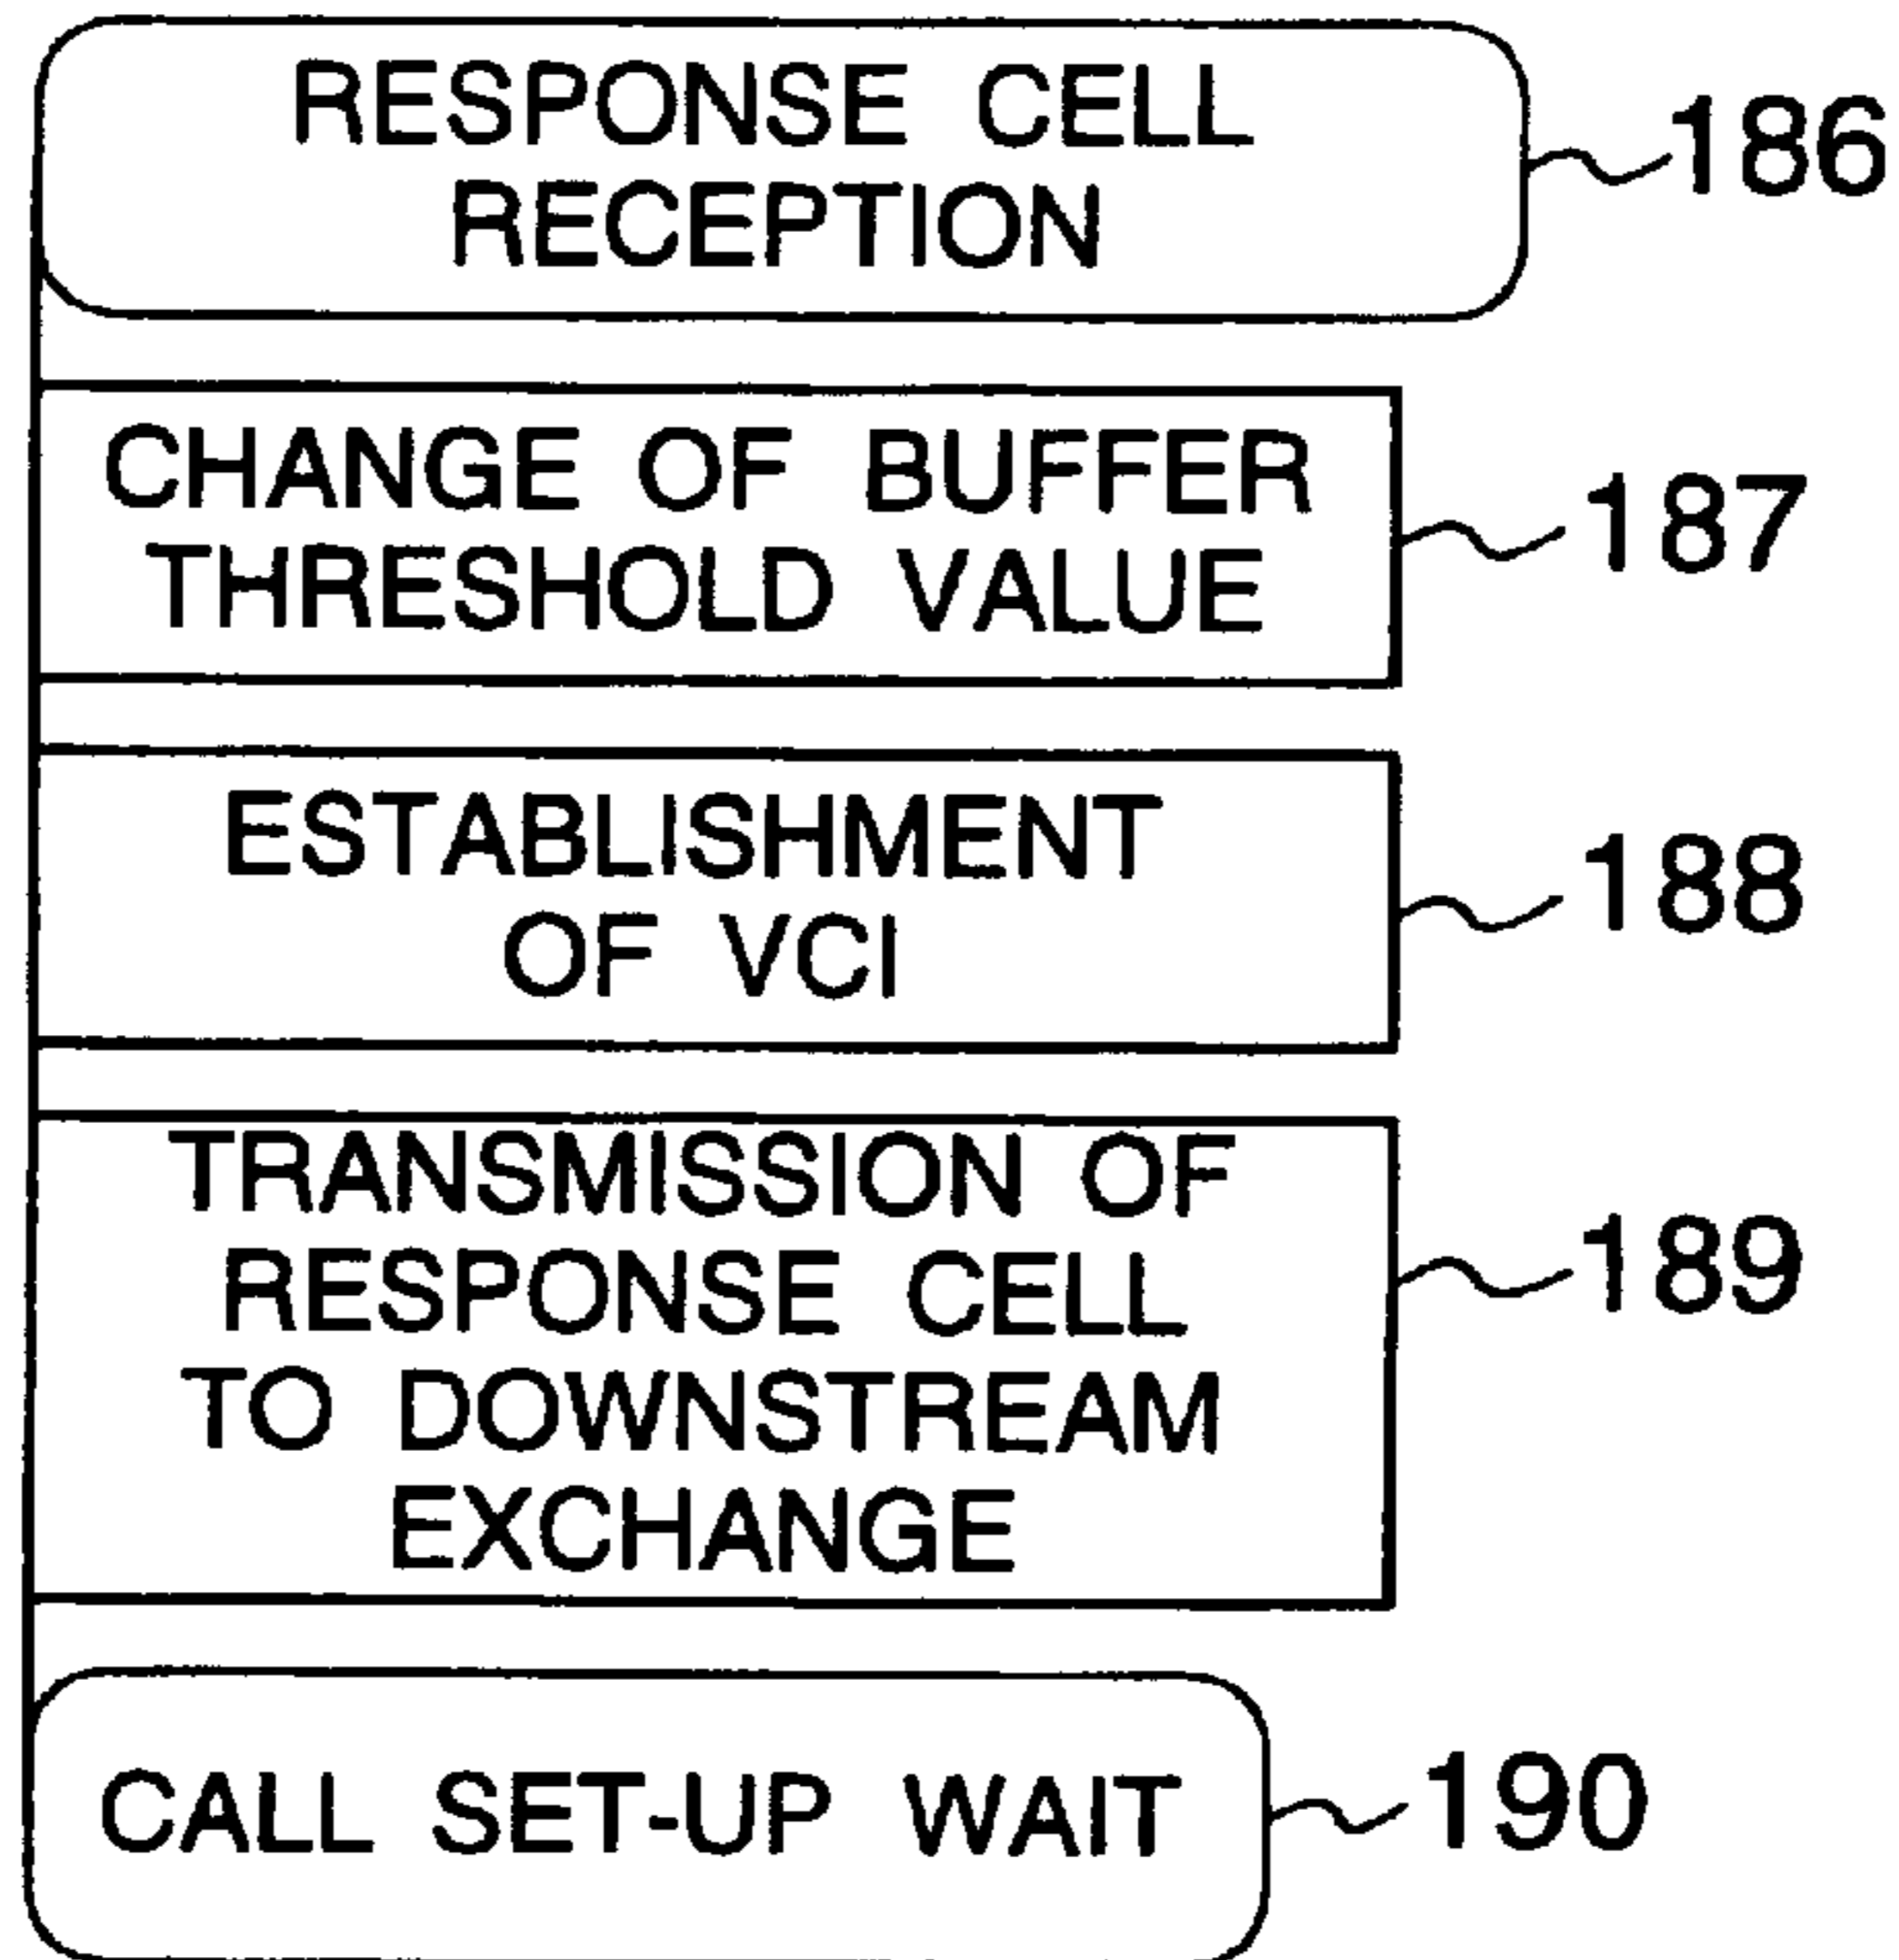 RESPONSE CELL
RECEPTION
186
CHANGE OF BUFFER
THRESHOLD VALUE
187
ESTABLISHMENT
OF VCI
188
TRANSMISSION OF
RESPONSE CELL
TO DOWNSTREAM
EXCHANGE
189
CALL SET-UP WAIT
190